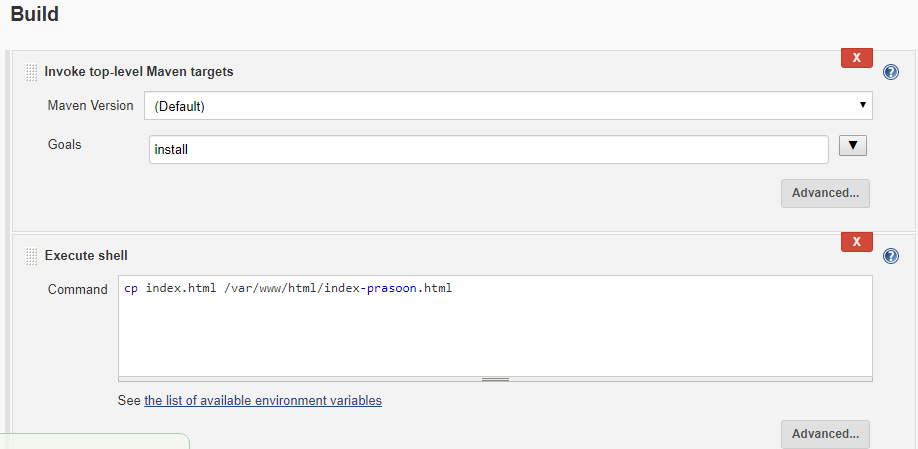 Build
X
Invoke top-level Maven targets
?
Maven Version (Default)
Goals install
Advanced...
X
Execute shell
?
Command cp index.html /var/www/html/index-prasoon.html
See the list of available environment variables
Advanced...